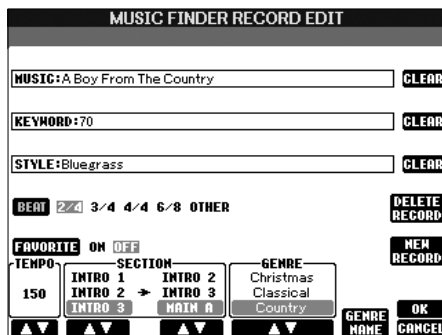 MUSIC FINDER RECORD EDIT
MUSIC:A Boy From The Country CLEAR
KEYWORD:70 CLEAR
STYLE:Bluegrass CLEAR
BEAT 2/4 3/4 4/4 6/8 OTHER
DELETE RECORD
FAVORITE ON OFF
NEW RECORD
TEMPO SECTION GENRE
INTRO 1 INTRO 2 Christmas
150 INTRO 2 → INTRO 3 Classical
INTRO 3 MAIN A Country
GENRE NAME
OK
CANCEL